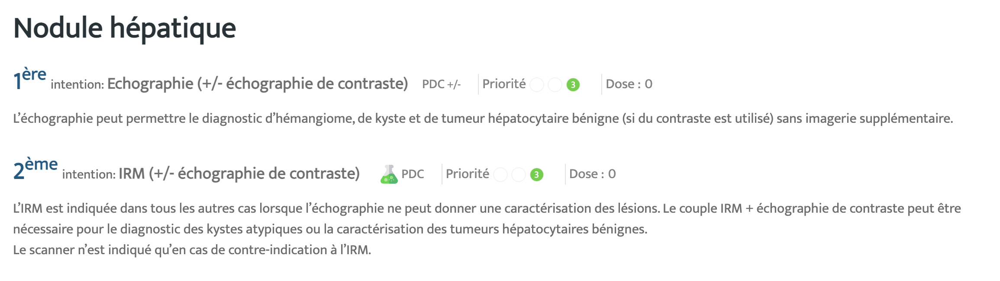 Nodule hépatique
1ère intention: Echographie (+/- échographie de contraste) PDC +/- Priorité 3 Dose : 0
L’échographie peut permettre le diagnostic d’hémangiome, de kyste et de tumeur hépatocytaire bénigne (si du contraste est utilisé) sans imagerie supplémentaire.
2ème intention: IRM (+/- échographie de contraste) PDC Priorité 3 Dose : 0
L’IRM est indiquée dans tous les autres cas lorsque l’échographie ne peut donner une caractérisation des lésions. Le couple IRM + échographie de contraste peut être
nécessaire pour le diagnostic des kystes atypiques ou la caractérisation des tumeurs hépatocytaires bénignes.
Le scanner n’est indiqué qu’en cas de contre-indication à l’IRM.